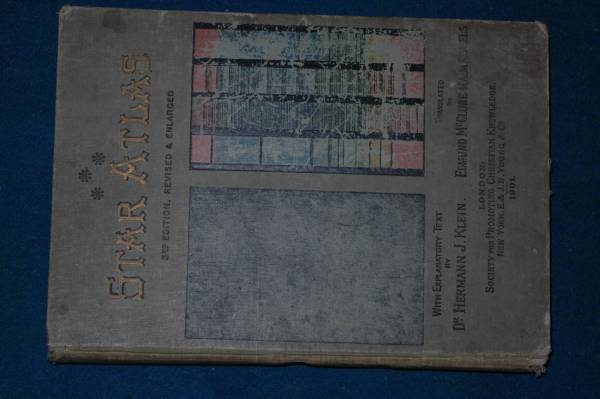 STAR ATLAS
3RD EDITION, REVISED & ENLARGED
WITH EXPLANATORY TEXT
BY
DR HERMANN J. KLEIN.
TRANSLATED
BY
EDMUND MCCLURE M.A.
LONDON:
SOCIETY FOR PROMOTING CHRISTIAN KNOWLEDGE.
NEW YORK, E. & J.B. YOUNG, & CO
1901.